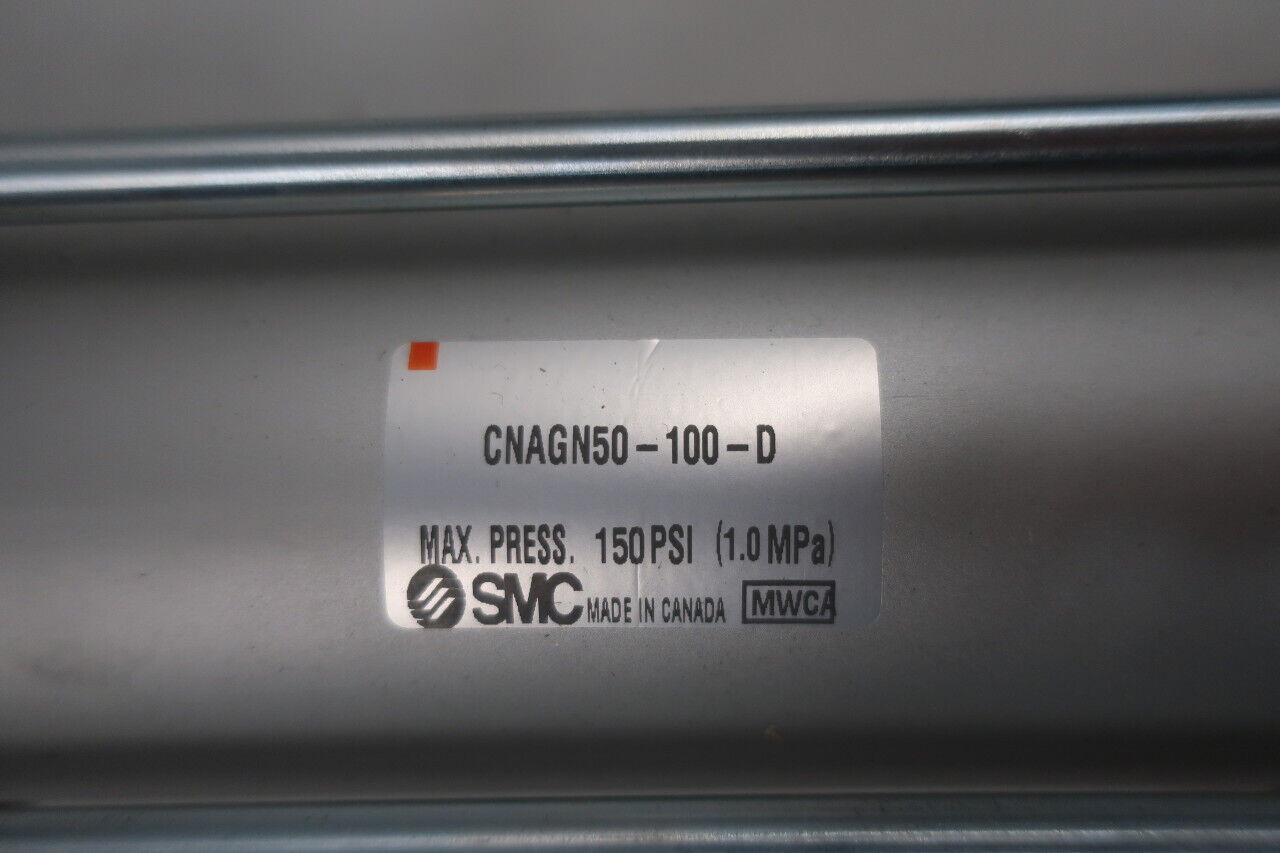 CNAGN50-100-D
MAX. PRESS. 150PSI (1.0MPa)
SMC MADE IN CANADA MWCA